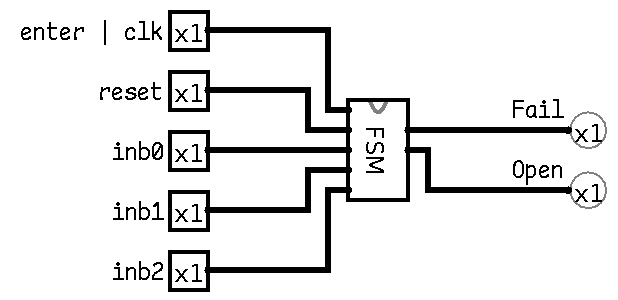 enter | clk x1
reset x1
Fail
inb0 x1
FSM
x1
Open
inb1 x1
x1
inb2 x1